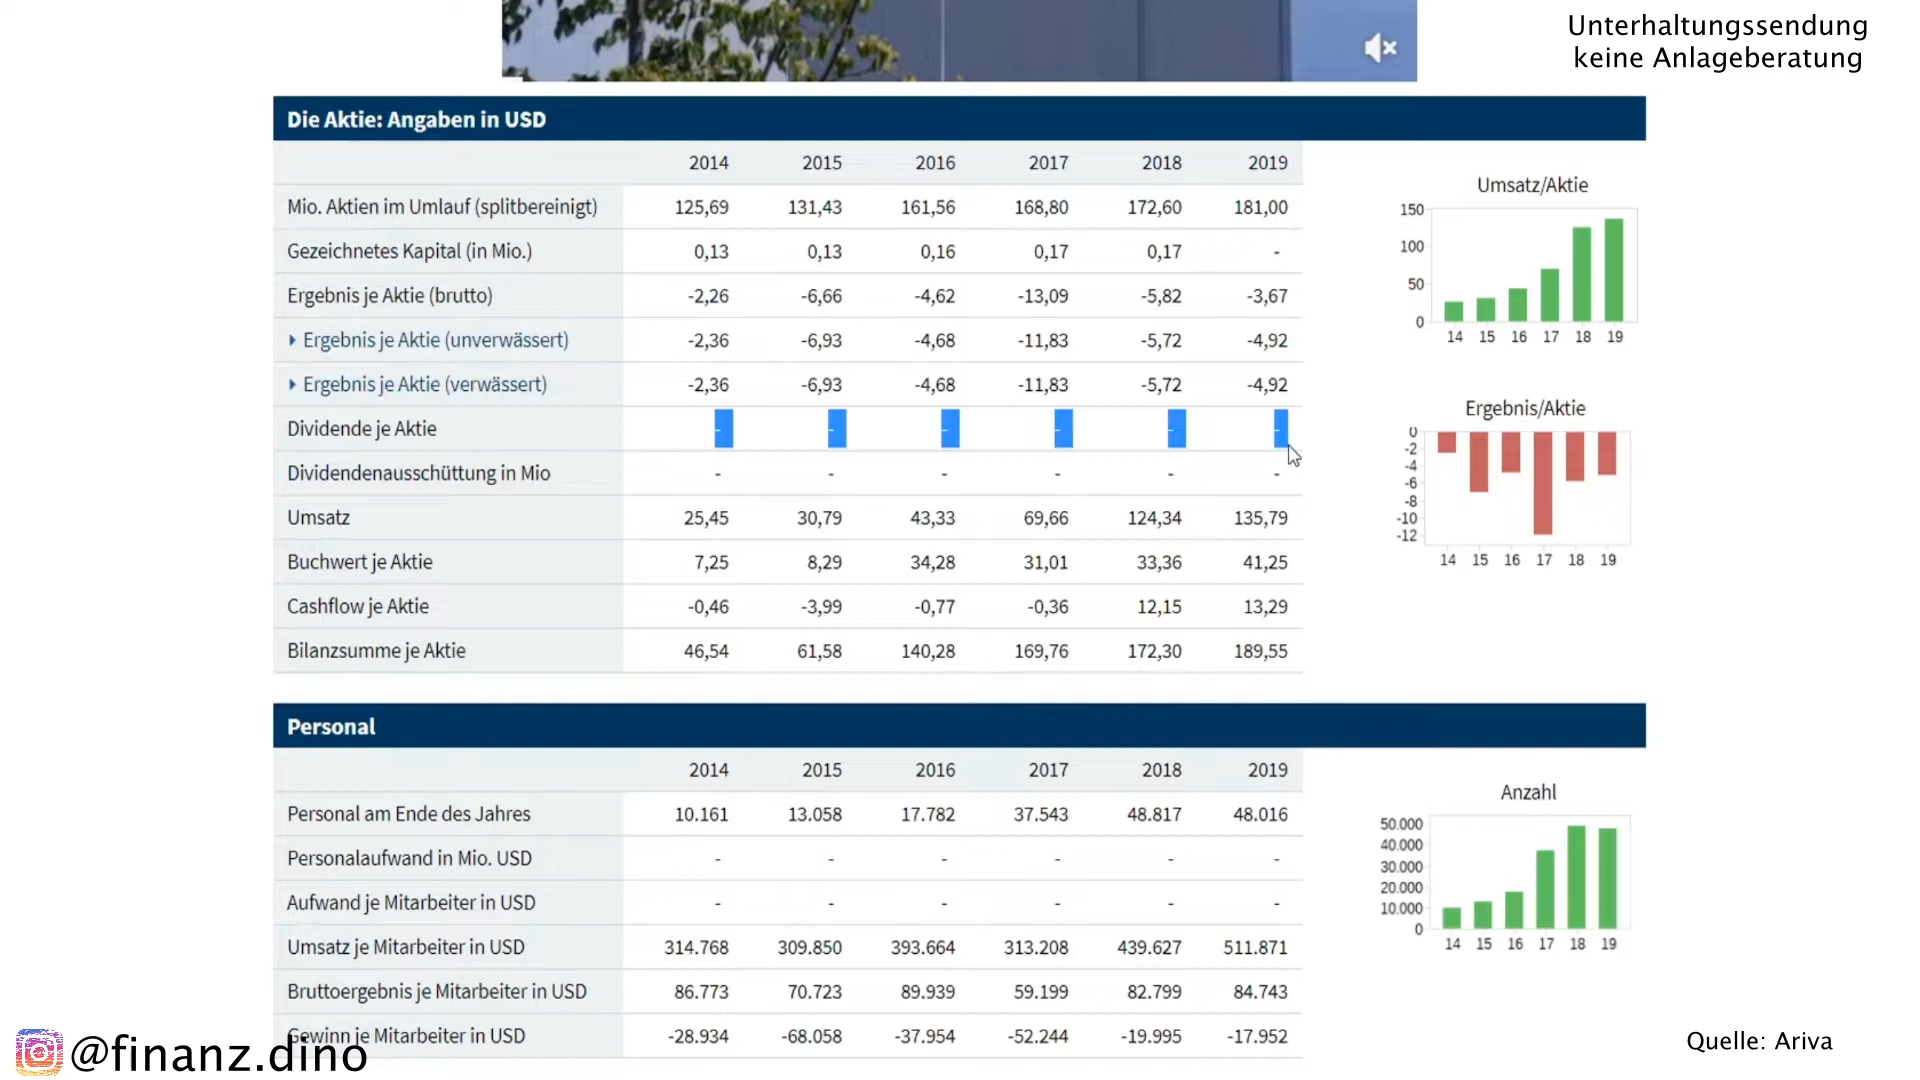 Unterhaltungssendung
keine Anlageberatung
Die Aktie: Angaben in USD
2014 2015 2016 2017 2018 2019
Mio. Aktien im Umlauf (splitbereinigt) 125,69 131,43 161,56 168,80 172,60 181,00
Gezeichnetes Kapital (in Mio.) 0,13 0,13 0,16 0,17 0,17 -
Ergebnis je Aktie (brutto) -2,26 -6,66 -4,62 -13,09 -5,82 -3,67
Ergebnis je Aktie (unverwässert) -2,36 -6,93 -4,68 -11,83 -5,72 -4,92
Ergebnis je Aktie (verwässert) -2,36 -6,93 -4,68 -11,83 -5,72 -4,92
Dividende je Aktie - - - - - -
Dividendenausschüttung in Mio - - - - - -
Umsatz 25,45 30,79 43,33 69,66 124,34 135,79
Buchwert je Aktie 7,25 8,29 34,28 31,01 33,36 41,25
Cashflow je Aktie -0,46 -3,99 -0,77 -0,36 12,15 13,29
Bilanzsumme je Aktie 46,54 61,58 140,28 169,76 172,30 189,55
Umsatz/Aktie
150
100
50
0
14 15 16 17 18 19
Ergebnis/Aktie
0
-2
-4
-6
-8
-10
-12
14 15 16 17 18 19
Personal
2014 2015 2016 2017 2018 2019
Personal am Ende des Jahres 10.161 13.058 17.782 37.543 48.817 48.016
Personalaufwand in Mio. USD - - - - - -
Aufwand je Mitarbeiter in USD - - - - - -
Umsatz je Mitarbeiter in USD 314.768 309.850 393.664 313.208 439.627 511.871
Bruttoergebnis je Mitarbeiter in USD 86.773 70.723 89.939 59.199 82.799 84.743
Gewinn je Mitarbeiter in USD -28.934 -68.058 -37.954 -52.244 -19.995 -17.952
Anzahl
50.000
40.000
30.000
20.000
10.000
0
14 15 16 17 18 19
@finanz.dino
Quelle: Ariva